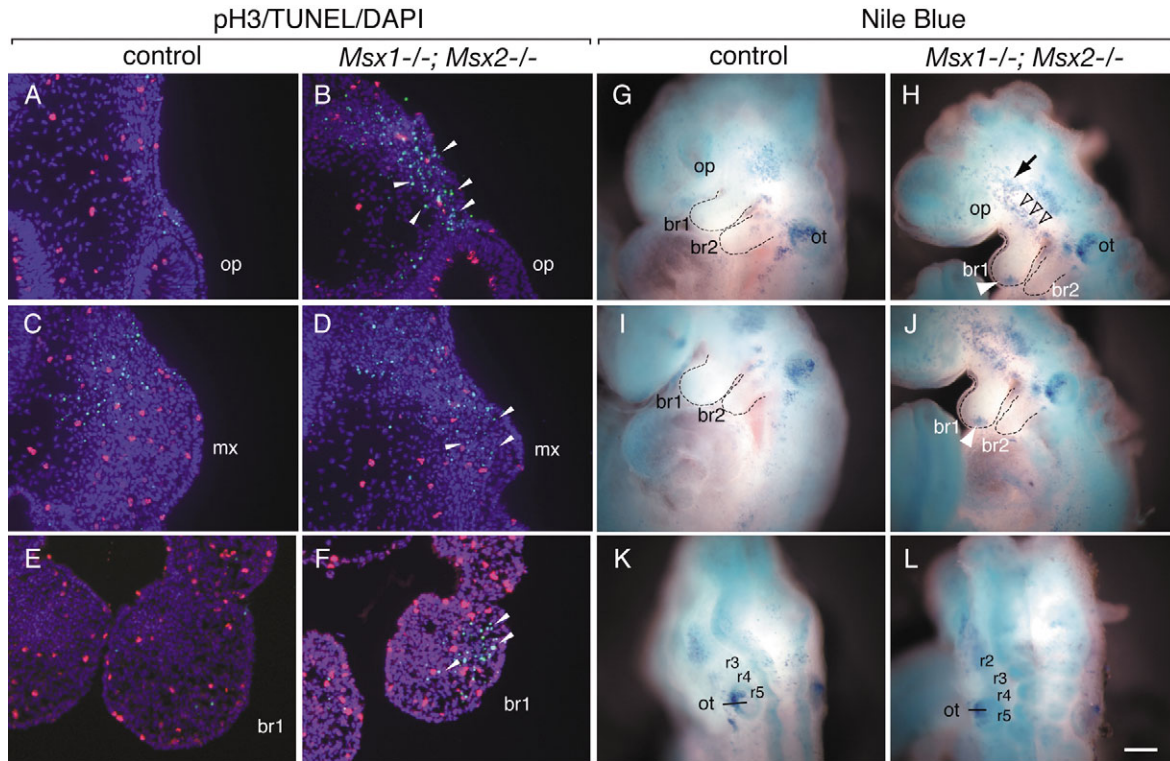 pH3/TUNEL/DAPI
Nile Blue
control
Msx1-/-; Msx2-/-
control
Msx1-/-; Msx2-/-
A
op
B
op
G
op
br1
br2
ot
H
op
br1
br2
ot
C
mx
D
mx
I
br1
br2
J
br1
br2
E
br1
F
br1
K
r3
r4
r5
ot
L
r2
r3
r4
r5
ot